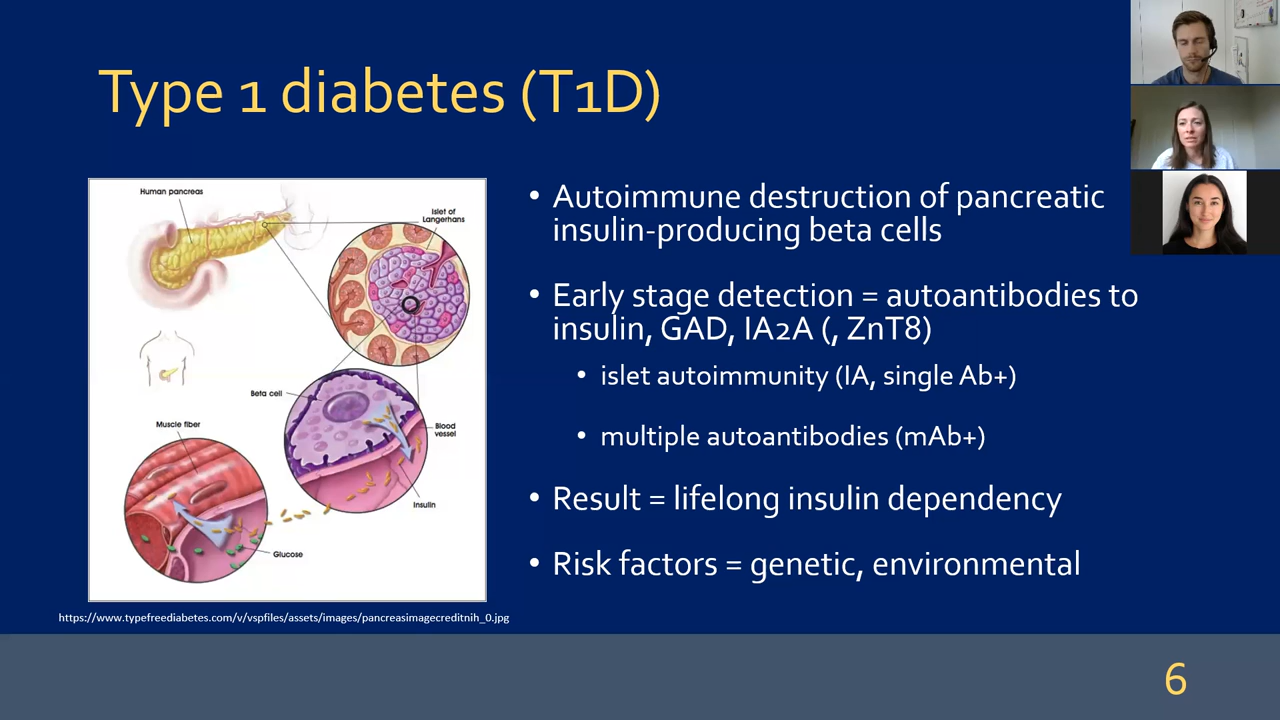 Type 1 diabetes (T1D)
Human pancreas
Islet of
Langerhans
Beta cell
Muscle fiber
Blood
vessel
Insulin
Glucose
https://www.typefreediabetes.com/v/vspfiles/assets/images/pancreasimagecreditnih_0.jpg
• Autoimmune destruction of pancreatic
insulin-producing beta cells
• Early stage detection = autoantibodies to
insulin, GAD, IA2A (, ZnT8)
• islet autoimmunity (IA, single Ab+)
• multiple autoantibodies (mAb+)
• Result = lifelong insulin dependency
• Risk factors = genetic, environmental
6